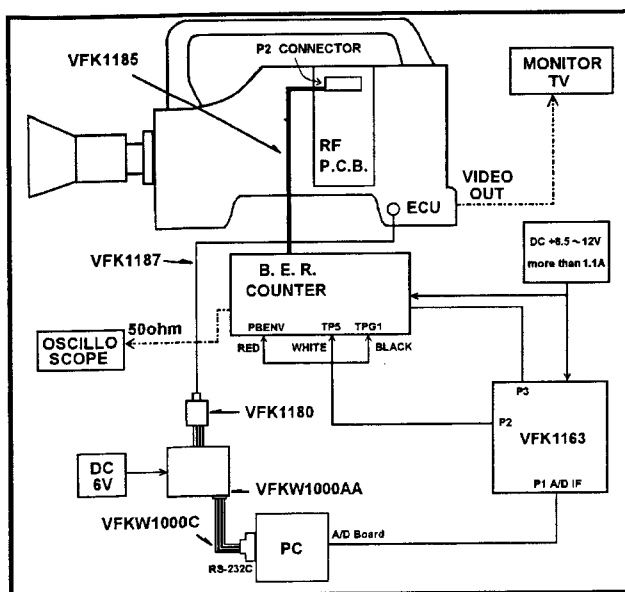 P2 CONNECTOR
VFK1185
MONITOR
TV
RF
P.C.B.
VIDEO
OUT
ECU
DC +6.5～12V
more than 1.1A
VFK1187
B. E. R.
COUNTER
50ohm
PBENV
TP5
TPG1
RED
WHITE
BLACK
OSCILLO
SCOPE
P3
P2
VFK1163
VFK1180
DC
6V
P1 A/D IF
VFKW1000AA
VFKW1000C
PC
A/D Board
RS-232C